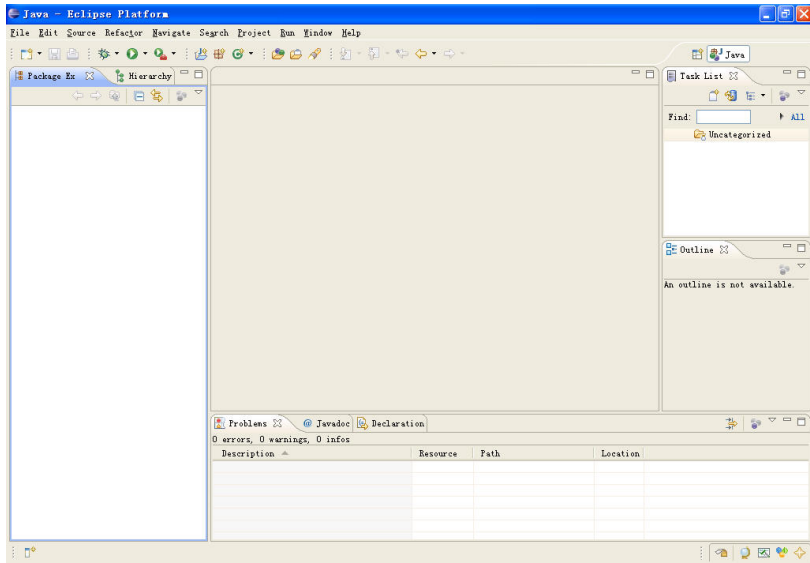 Java - Eclipse Platform
File Edit Source Refactor Navigate Search Project Run Window Help
Java
Package Ex
Hierarchy
Task List
Find:
All
Uncategorized
Outline
An outline is not available.
Problems
@ Javadoc
Declaration
0 errors, 0 warnings, 0 infos
Description Resource Path Location